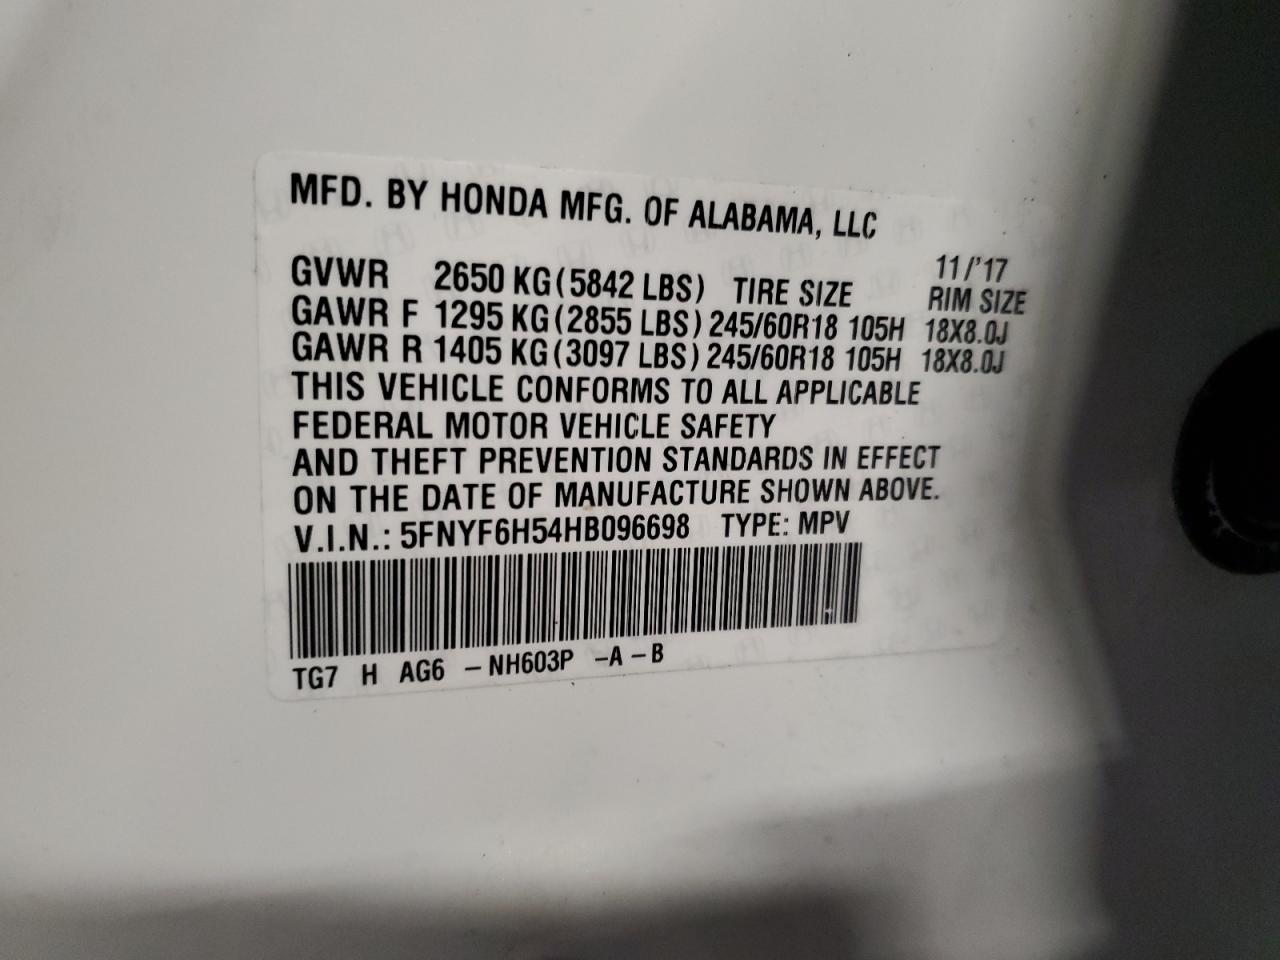 MFD. BY HONDA MFG. OF ALABAMA, LLC
11/'17
GVWR 2650 KG (5842 LBS) TIRE SIZE RIM SIZE
GAWR F 1295 KG (2855 LBS) 245/60R18 105H 18X8.0J
GAWR R 1405 KG (3097 LBS) 245/60R18 105H 18X8.0J
THIS VEHICLE CONFORMS TO ALL APPLICABLE
FEDERAL MOTOR VEHICLE SAFETY
AND THEFT PREVENTION STANDARDS IN EFFECT
ON THE DATE OF MANUFACTURE SHOWN ABOVE.
V.I.N.: 5FNYF6H54HB096698 TYPE: MPV
TG7 H AG6 – NH603P –A – B